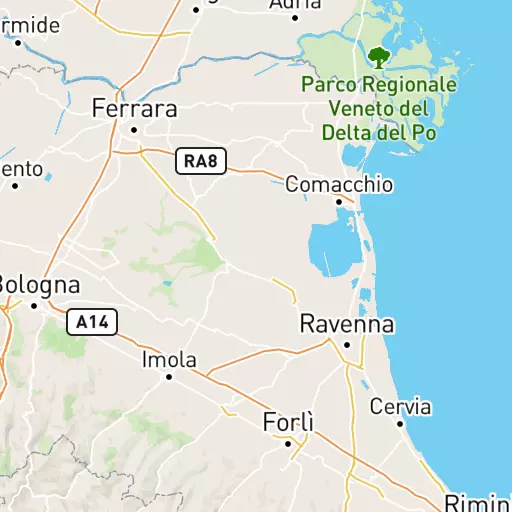 Adria
ermide
Parco Regionale
Veneto del
Delta del Po
Ferrara
RA8
ento
Comacchio
Bologna
A14
Ravenna
Imola
Cervia
Forlì
Rimin